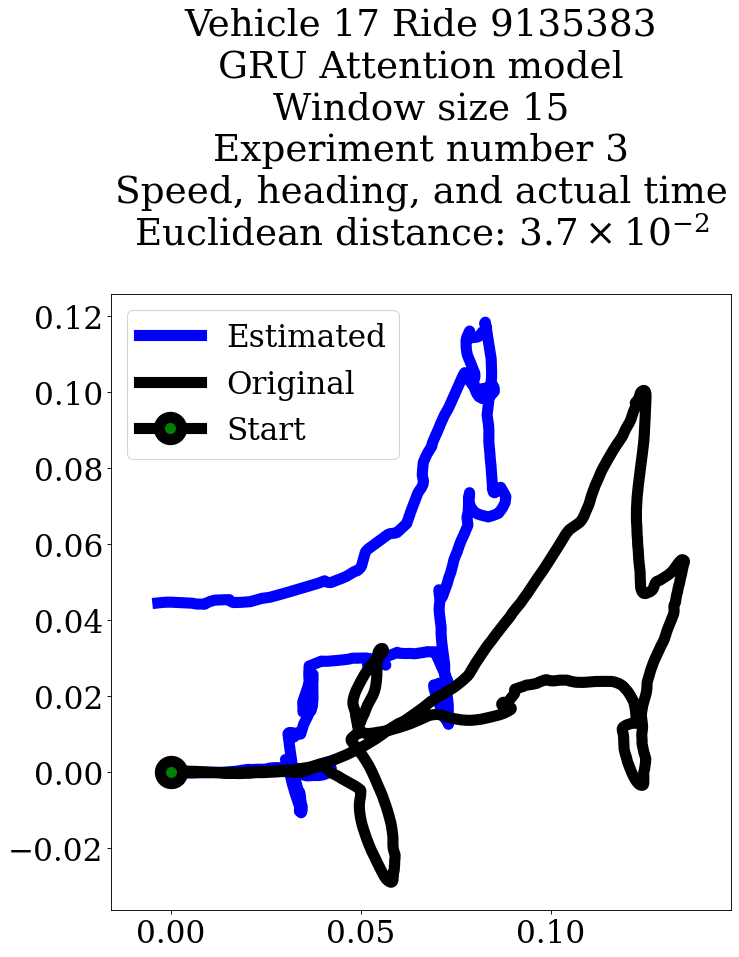 Vehicle 17 Ride 9135383
GRU Attention model
Window size 15
Experiment number 3
Speed, heading, and actual time
Euclidean distance: 3.7 × 10⁻²
Estimated
Original
Start
0.12
0.10
0.08
0.06
0.04
0.02
0.00
−0.02
0.00 0.05 0.10